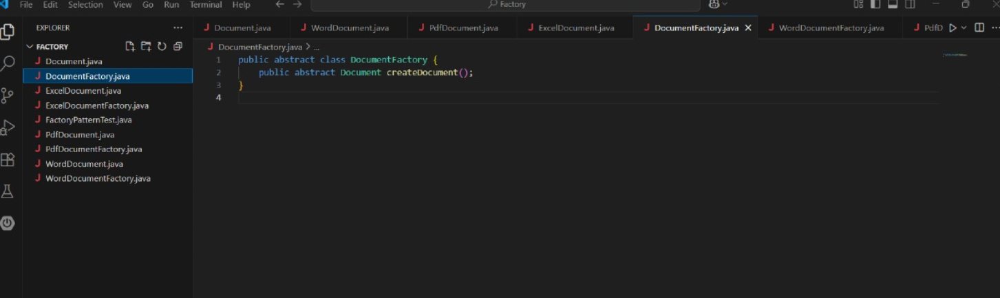 File Edit Selection View Go Run Terminal Help
Factory
EXPLORER
FACTORY
Document.java
DocumentFactory.java
ExcelDocument.java
ExcelDocumentFactory.java
FactoryPatternTest.java
PdfDocument.java
PdfDocumentFactory.java
WordDocument.java
WordDocumentFactory.java
Document.java WordDocument.java PdfDocument.java ExcelDocument.java DocumentFactory.java WordDocumentFactory.java PdfD
DocumentFactory.java > ...
1 public abstract class DocumentFactory {
2 public abstract Document createDocument();
3 }
4